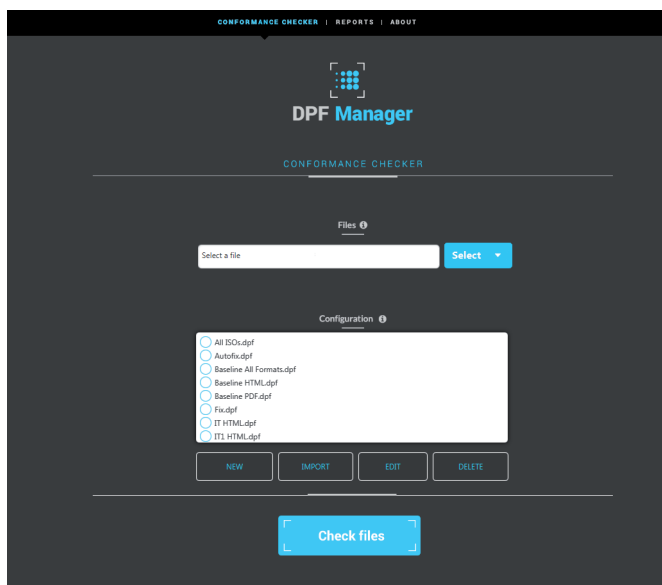 CONFORMANCE CHECKER | REPORTS | ABOUT
DPF Manager
CONFORMANCE CHECKER
Files
Select a file
Select
Configuration
All ISOs.dpf
Autofix.dpf
Baseline All Formats.dpf
Baseline HTML.dpf
Baseline PDF.dpf
Fix.dpf
IT HTML.dpf
IT1 HTML.dpf
NEW IMPORT EDIT DELETE
Check files